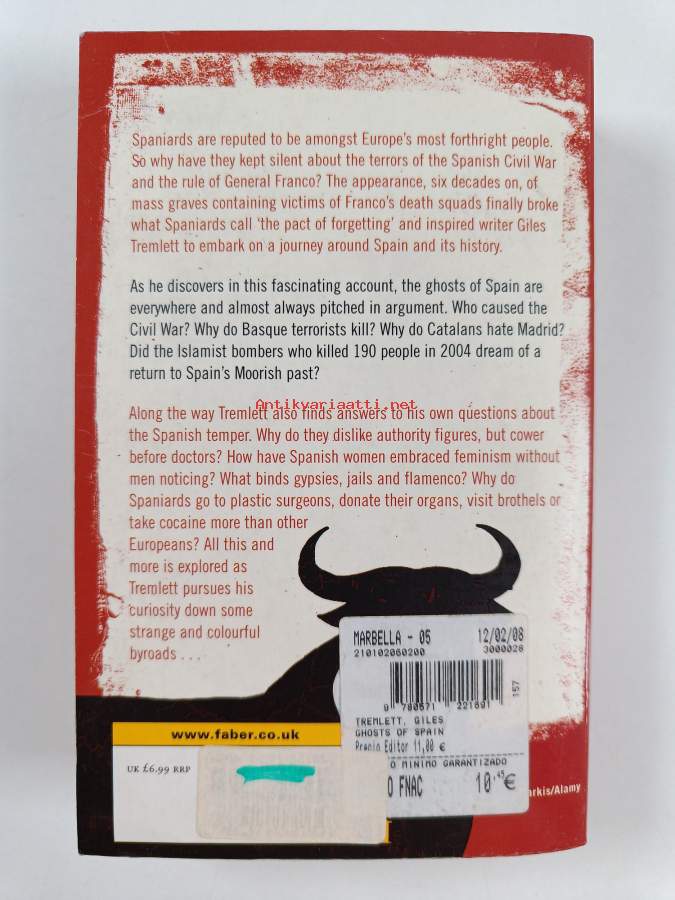 Spaniards are reputed to be amongst Europe's most forthright people.
So why have they kept silent about the terrors of the Spanish Civil War
and the rule of General Franco? The appearance, six decades on, of
mass graves containing victims of Franco's death squads finally broke
what Spaniards call 'the pact of forgetting' and inspired writer Giles
Tremlett to embark on a journey around Spain and its history.
As he discovers in this fascinating account, the ghosts of Spain are
everywhere and almost always pitched in argument. Who caused the
Civil War? Why do Basque terrorists kill? Why do Catalans hate Madrid?
Did the Islamist bombers who killed 190 people in 2004 dream of a
return to Spain's Moorish past?
Antikvariaatti.net
Along the way Tremlett also finds answers to his own questions about
the Spanish temper. Why do they dislike authority figures, but cower
before doctors? How have Spanish women embraced feminism without
men noticing? What binds gypsies, jails and flamenco? Why do
Spaniards go to plastic surgeons, donate their organs, visit brothels or
take cocaine more than other
Europeans? All this and
more is explored as
Tremlett pursues his
curiosity down some
strange and colourful
byroads . . .
MARBELLA - 05 12/02/08
210102060200 3000028
9 780571 221691
157
TREMLETT, GILES
GHOSTS OF SPAIN
Precio Editor 11,00 €
O MINIMO GARANTIZADO
O FNAC 10,45€
www.faber.co.uk
UK £6.99 RRP
arkis/Alamy